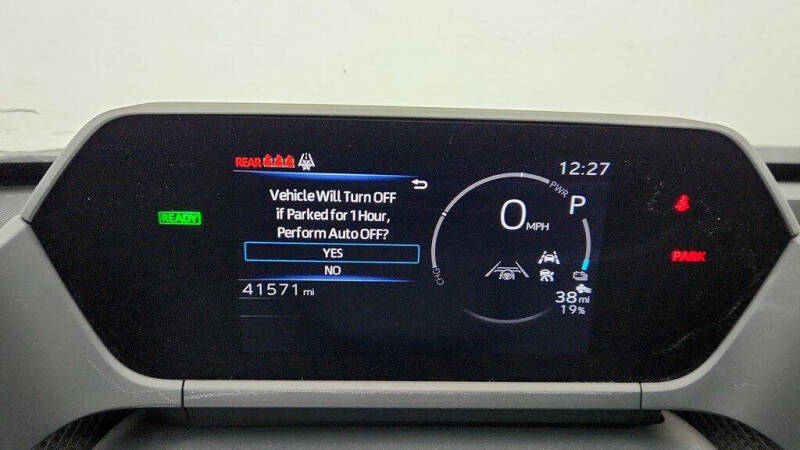 REAR
12:27
Vehicle Will Turn OFF
if Parked for 1 Hour,
Perform Auto OFF?
YES
NO
41571 mi
READY
PWR
P
0 MPH
CHG
38 mi
19%
PARK